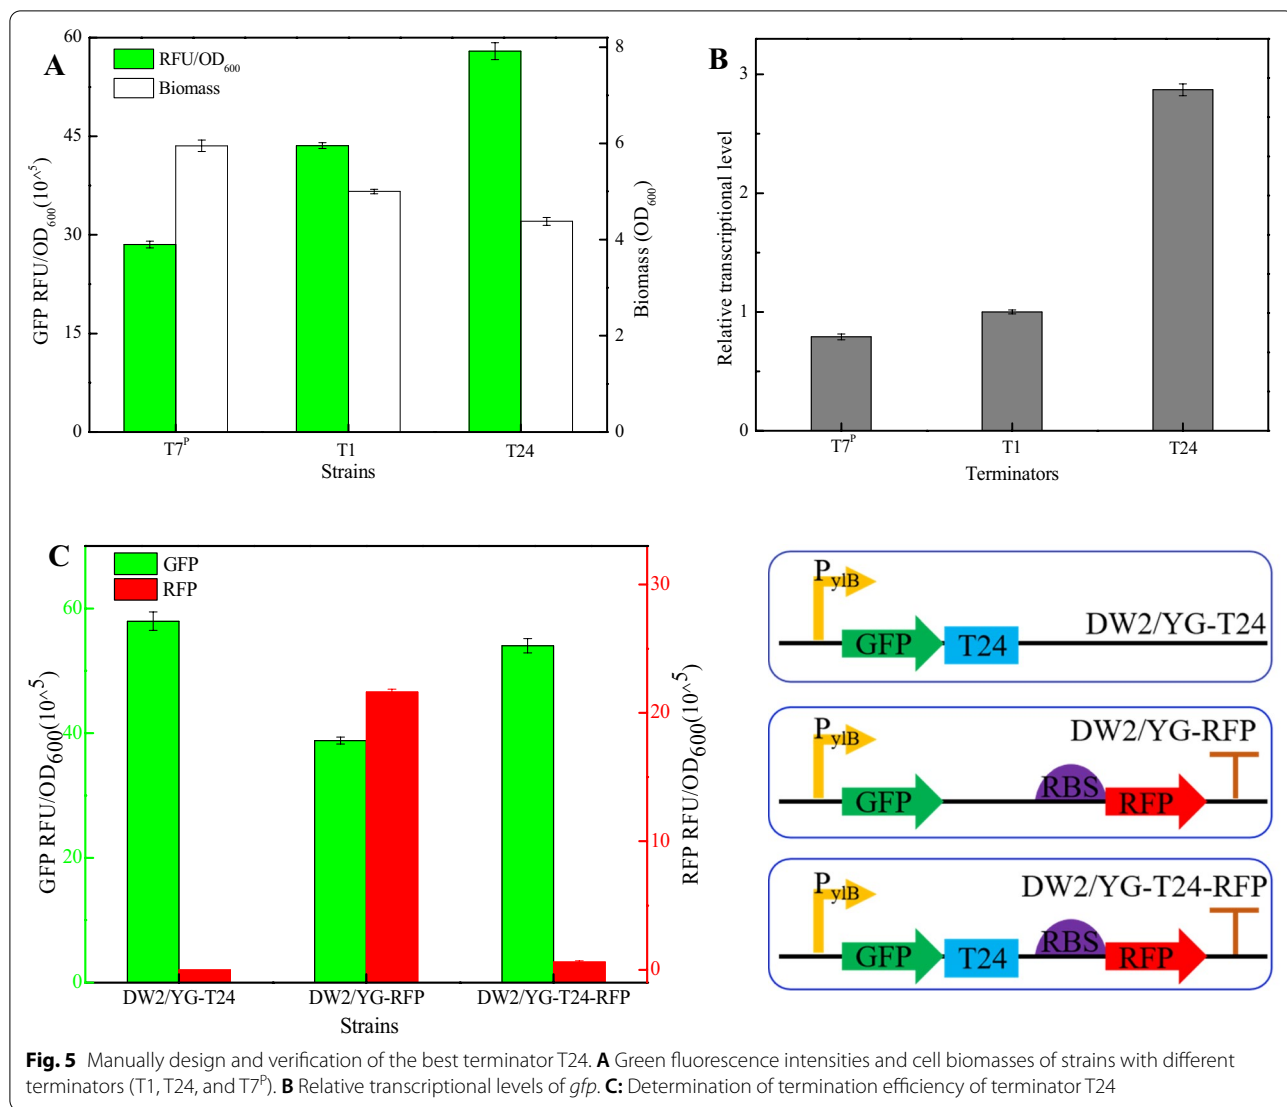 A
RFU/OD600
Biomass
GFP RFU/OD600(10^5)
60
45
30
15
0
8
6
4
2
0
Biomass (OD600)
T7P
T1
T24
Strains
B
Relative transcriptional level
3
2
1
0
T7P
T1
T24
Terminators
C
GFP
RFP
GFP RFU/OD600(10^5)
60
40
20
0
30
20
10
0
RFP RFU/OD600(10^5)
DW2/YG-T24
DW2/YG-RFP
DW2/YG-T24-RFP
Strains
PylB
DW2/YG-T24
GFP
T24
PylB
DW2/YG-RFP
GFP
RBS
RFP
PylB
DW2/YG-T24-RFP
GFP
T24
RBS
RFP
Fig. 5 Manually design and verification of the best terminator T24. A Green fluorescence intensities and cell biomasses of strains with different
terminators (T1, T24, and T7P). B Relative transcriptional levels of gfp. C: Determination of termination efficiency of terminator T24